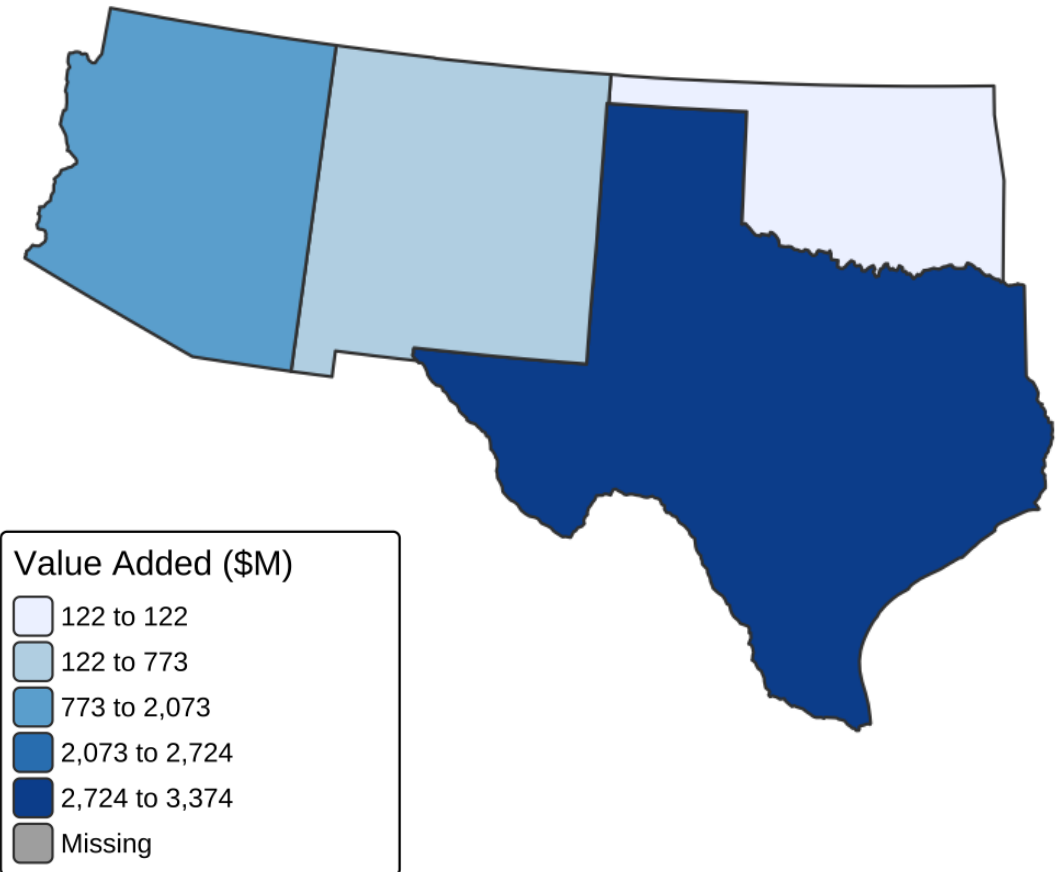 Value Added ($M)
122 to 122
122 to 773
773 to 2,073
2,073 to 2,724
2,724 to 3,374
Missing